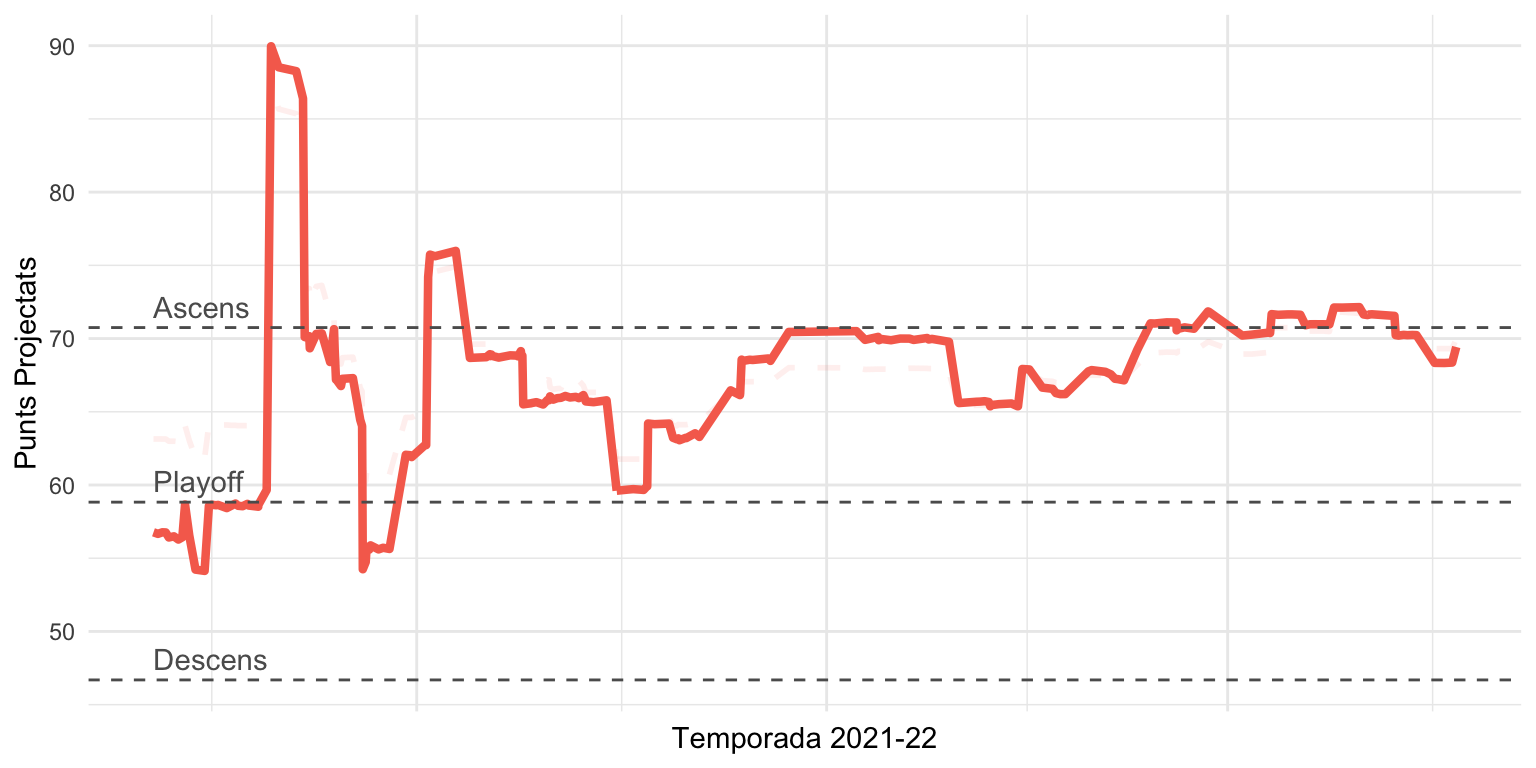 90
80
70
60
50
Punts Projectats
Ascens
Playoff
Descens
Temporada 2021-22